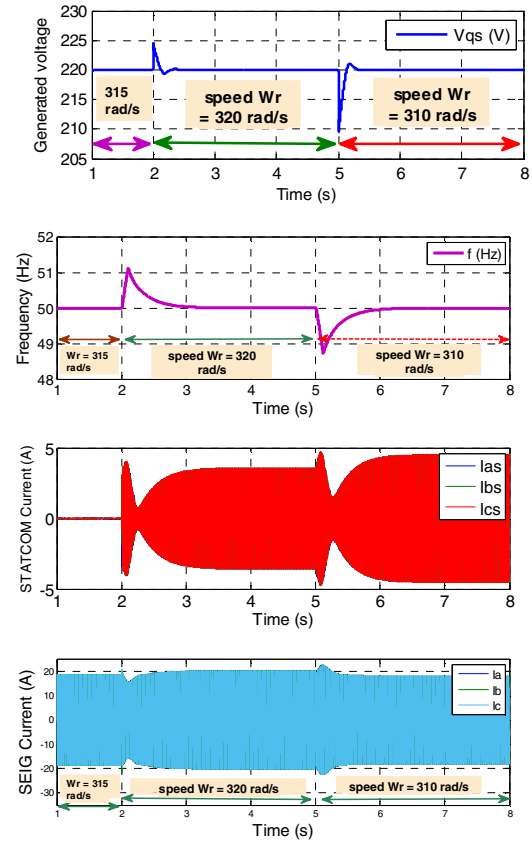 Generated voltage
230
225
220
215
210
205
Vqs (V)
315
rad/s
speed Wr
= 320 rad/s
speed Wr
= 310 rad/s
1 2 3 4 5 6 7 8
Time (s)
Frequency (Hz)
52
51
50
49
48
f (Hz)
Wr = 315
rad/s
speed Wr = 320
rad/s
speed Wr = 310
rad/s
1 2 3 4 5 6 7 8
Time (s)
STATCOM Current (A)
5
0
-5
Ias
Ibs
Ics
1 2 3 4 5 6 7 8
Time (s)
SEIG Current (A)
20
10
0
-10
-20
-30
Ia
Ib
Ic
Wr = 315
rad/s
speed Wr = 320 rad/s
speed Wr = 310 rad/s
1 2 3 4 5 6 7 8
Time (s)